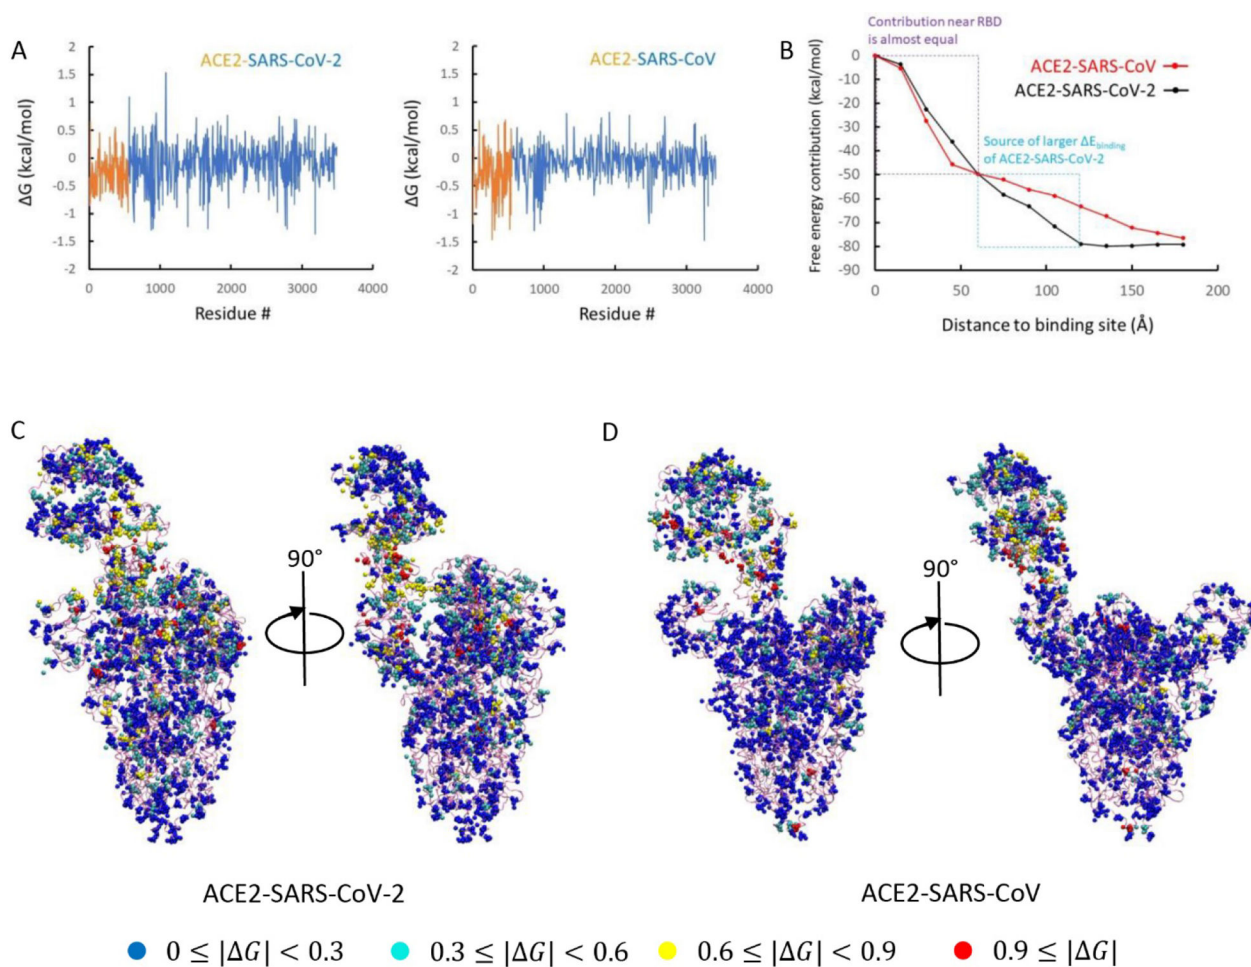 A
ACE2-SARS-CoV-2
2
1.5
1
0.5
0
-0.5
-1
-1.5
-2
ΔG (kcal/mol)
0 1000 2000 3000 4000
Residue #
ACE2-SARS-CoV
2
1.5
1
0.5
0
-0.5
-1
-1.5
-2
ΔG (kcal/mol)
0 1000 2000 3000 4000
Residue #
B
Contribution near RBD
is almost equal
ACE2-SARS-CoV
ACE2-SARS-CoV-2
Source of larger ΔEbinding
of ACE2-SARS-CoV-2
0
-10
-20
-30
-40
-50
-60
-70
-80
-90
Free energy contribution (kcal/mol)
0 50 100 150 200
Distance to binding site (Å)
C
90°
ACE2-SARS-CoV-2
D
90°
ACE2-SARS-CoV
0 ≤ |ΔG| < 0.3 0.3 ≤ |ΔG| < 0.6 0.6 ≤ |ΔG| < 0.9 0.9 ≤ |ΔG|